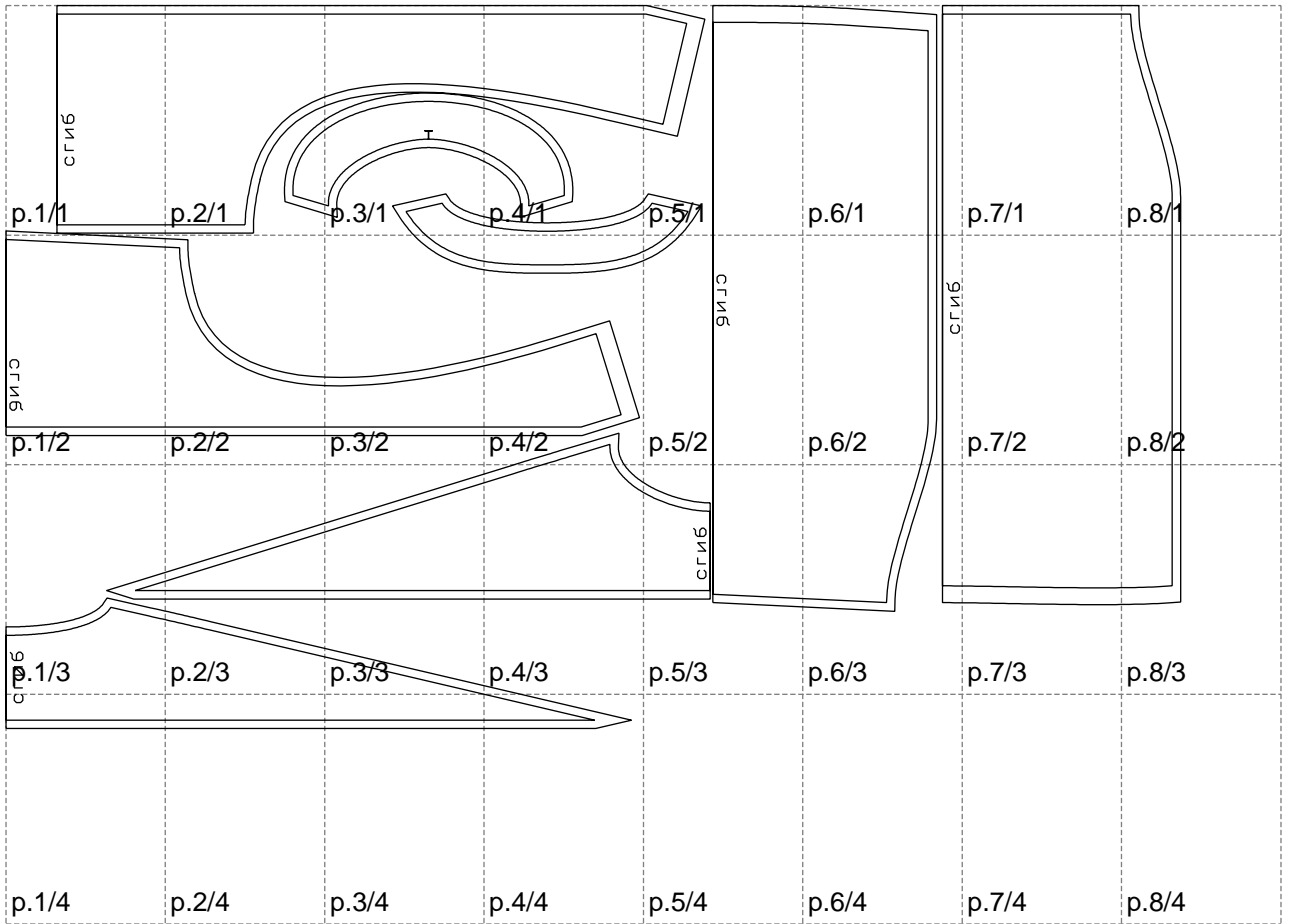 сгиб
p.1/1 p.2/1 p.3/1 p.4/1 p.5/1 p.6/1 p.7/1 p.8/1
сгиб
сгиб
сгиб
p.1/2 p.2/2 p.3/2 p.4/2 p.5/2 p.6/2 p.7/2 p.8/2
сгиб
сгиб
p.1/3 p.2/3 p.3/3 p.4/3 p.5/3 p.6/3 p.7/3 p.8/3
p.1/4 p.2/4 p.3/4 p.4/4 p.5/4 p.6/4 p.7/4 p.8/4